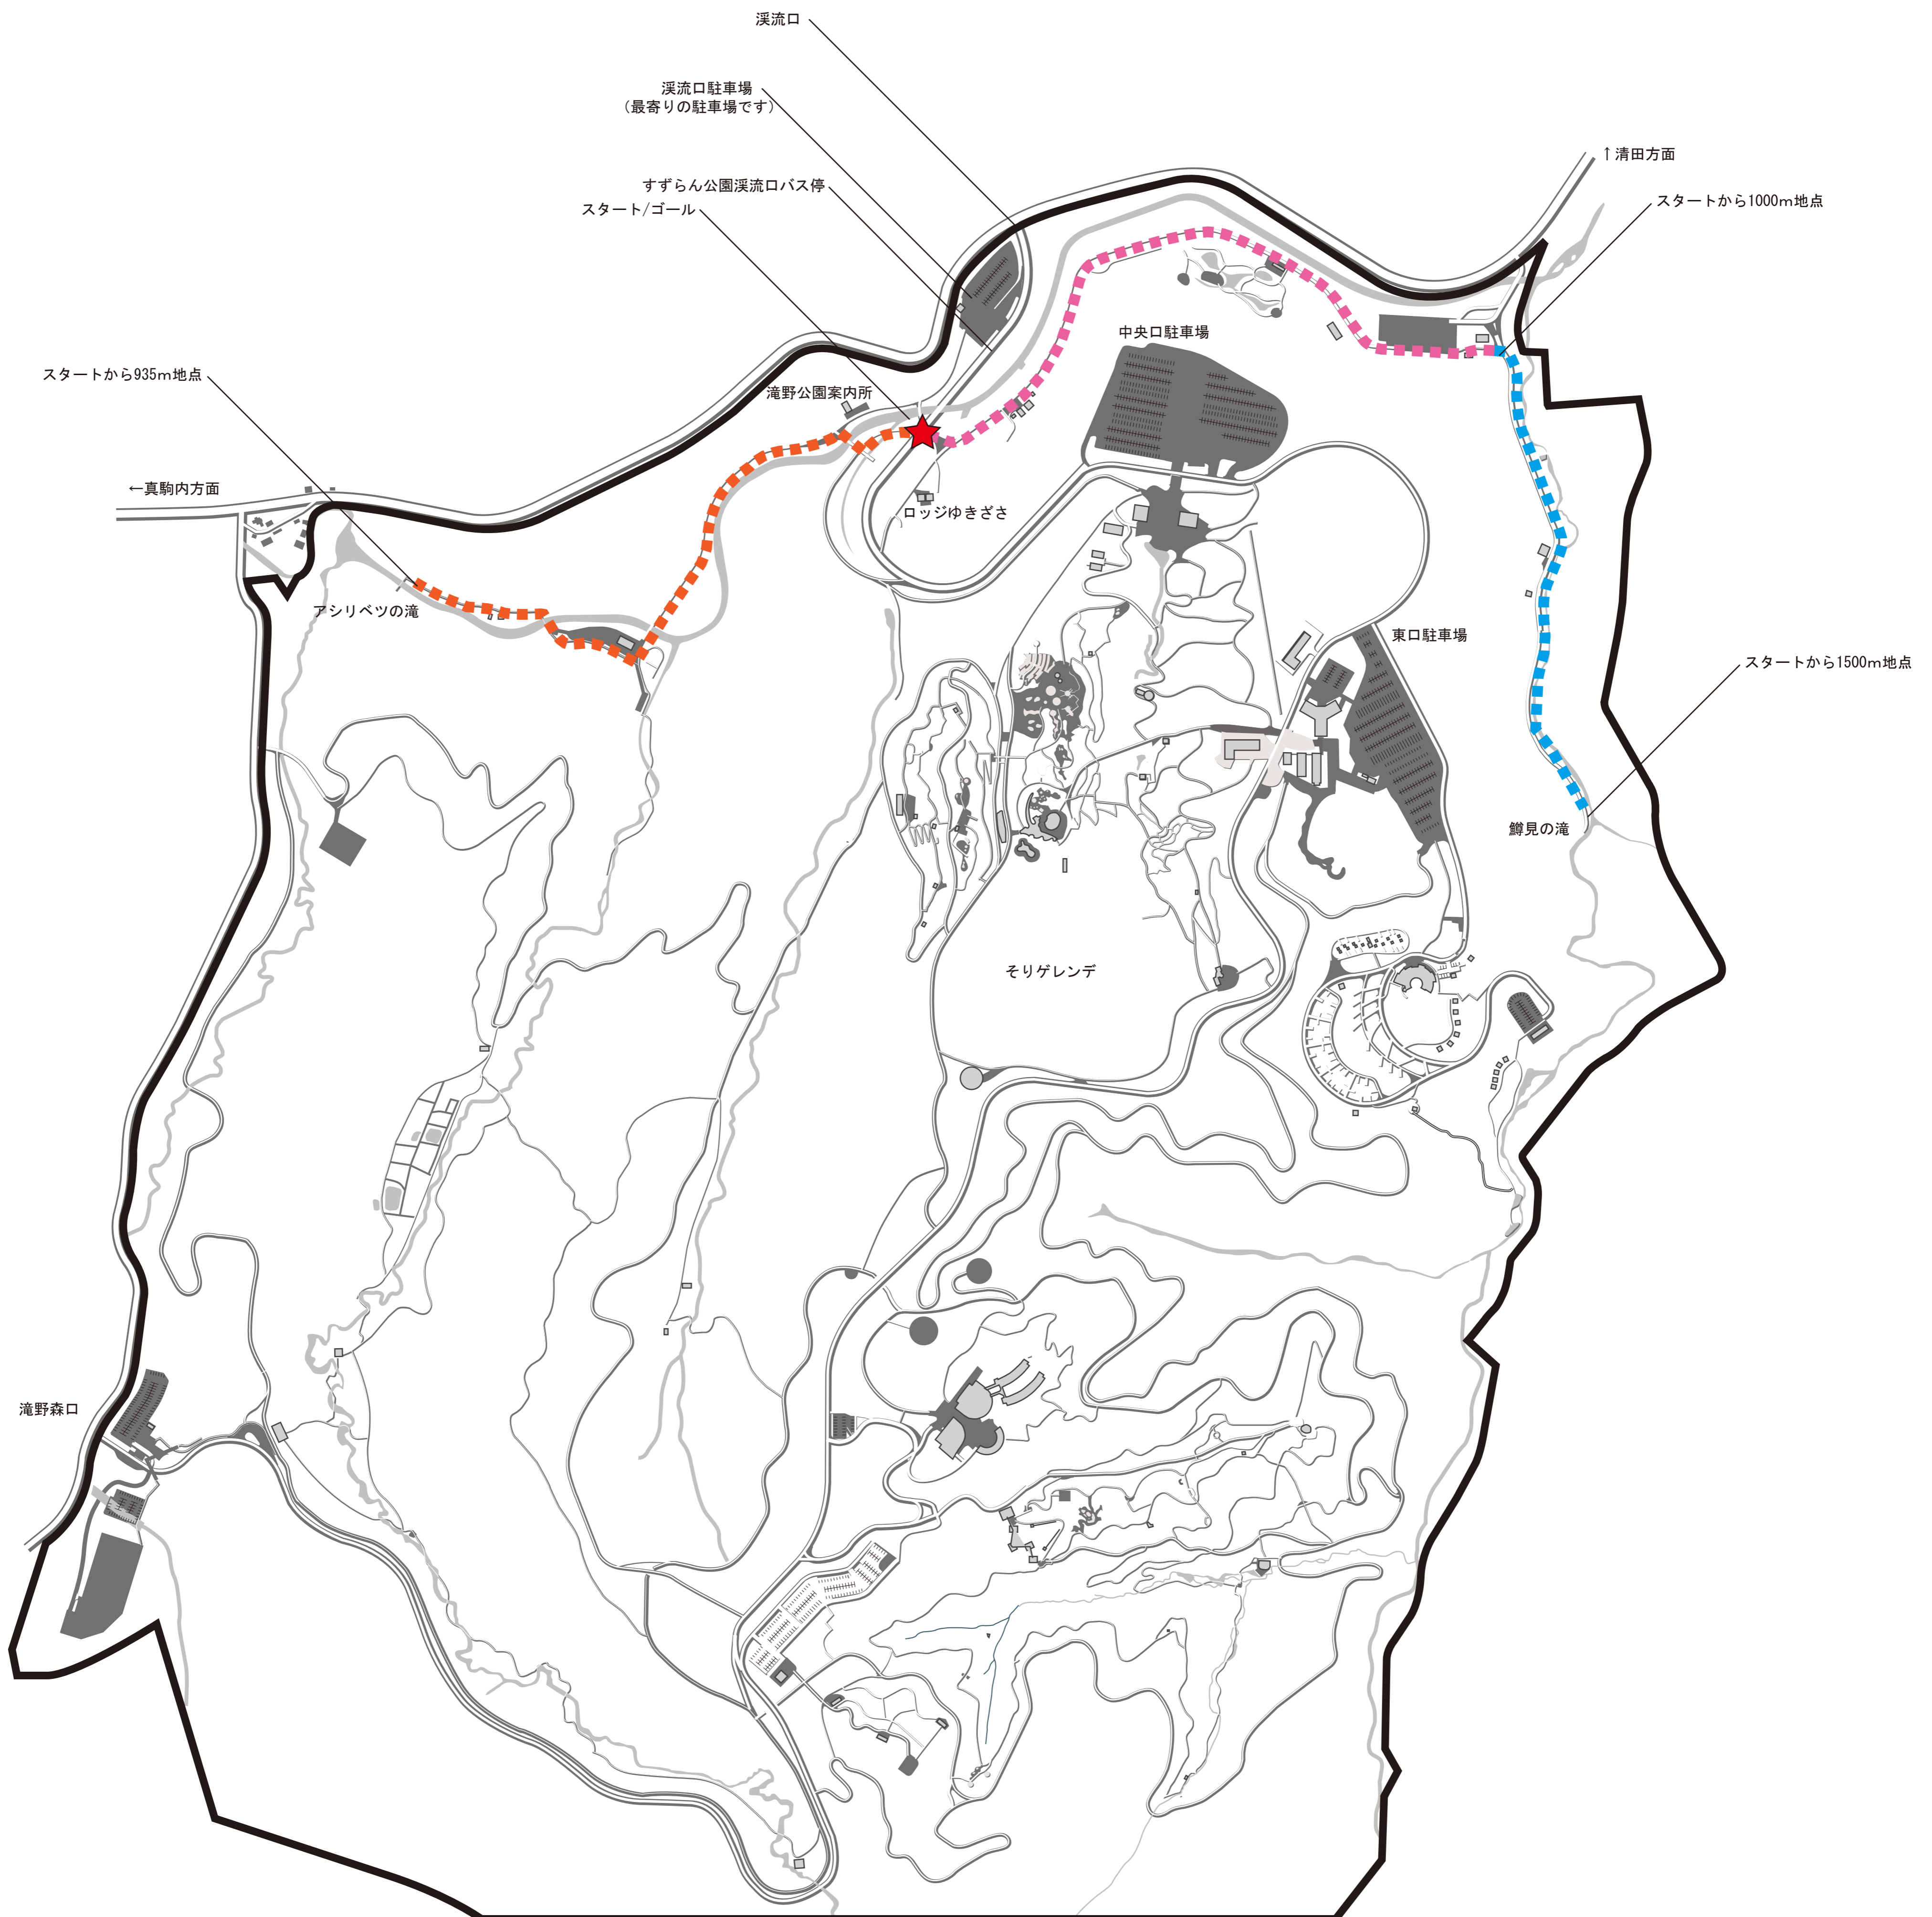 渓流口
渓流口駐車場
（最寄りの駐車場です）
↑清田方面
すずらん公園渓流口バス停
スタートから1000m地点
スタート/ゴール
中央口駐車場
スタートから935m地点
滝野公園案内所
←真駒内方面
ロッジゆきざさ
アシリベツの滝
東口駐車場
スタートから1500m地点
鱒見の滝
そりゲレンデ
滝野森口